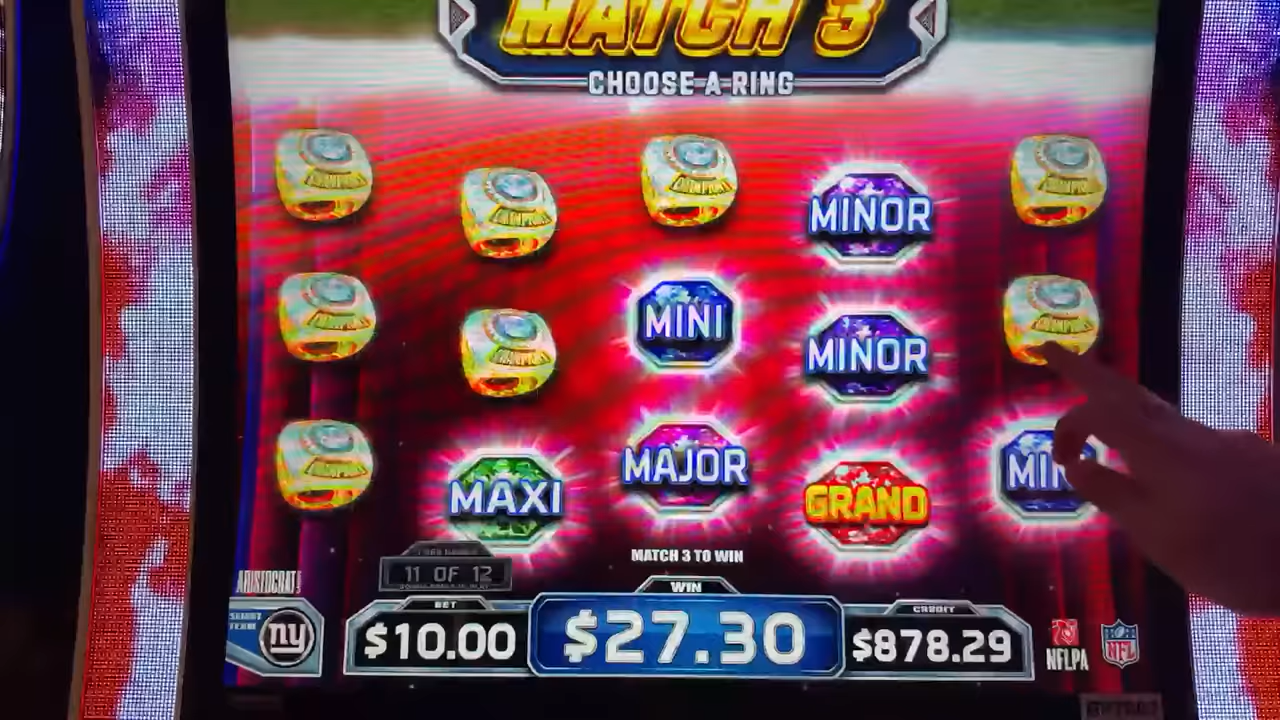 MATCH 3
CHOOSE A RING
MINOR
MINI
MINOR
MAJOR
MAXI
GRAND
MATCH 3 TO WIN
11 OF 12
ARISTOCRAT
BET
$10.00
WIN
$27.30
CREDIT
$878.29
ny
NFLPA
NFL